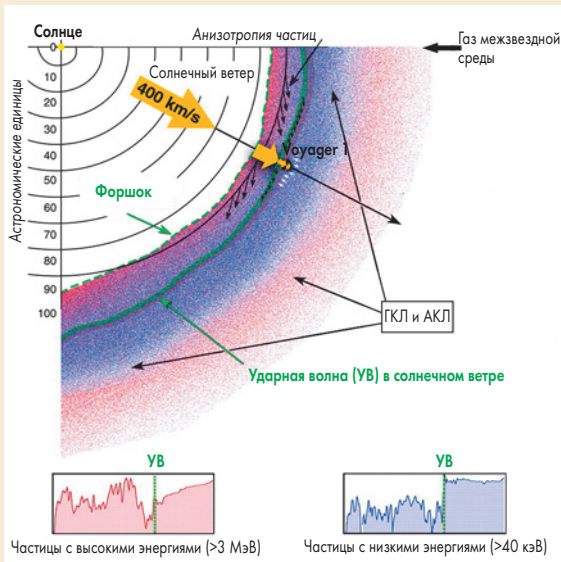 Солнце
Анизотропия частиц
Газ межзвездной
среды
Солнечный ветер
400 km/s
Астрономические единицы
0
10
20
30
40
50
60
70
80
90
100
Voyager 1
Форшок
ГКЛ и АКЛ
Ударная волна (УВ) в солнечном ветре
УВ
УВ
Частицы с высокими энергиями (>3 МэВ)
Частицы с низкими энергиями (>40 кэВ)